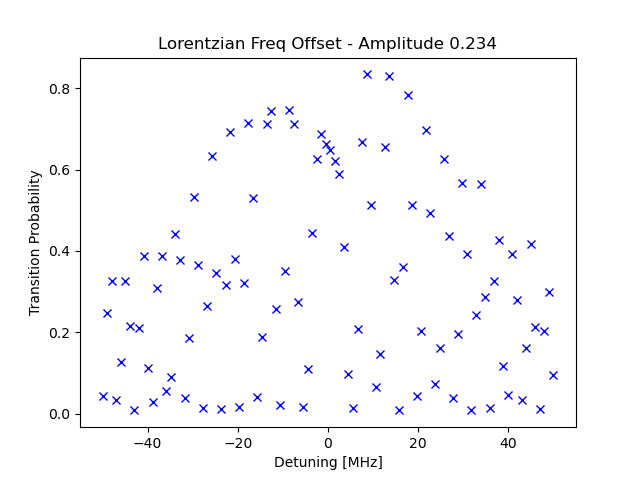 Lorentzian Freq Offset - Amplitude 0.234
Transition Probability
0.8
0.6
0.4
0.2
0.0
−40 −20 0 20 40
Detuning [MHz]